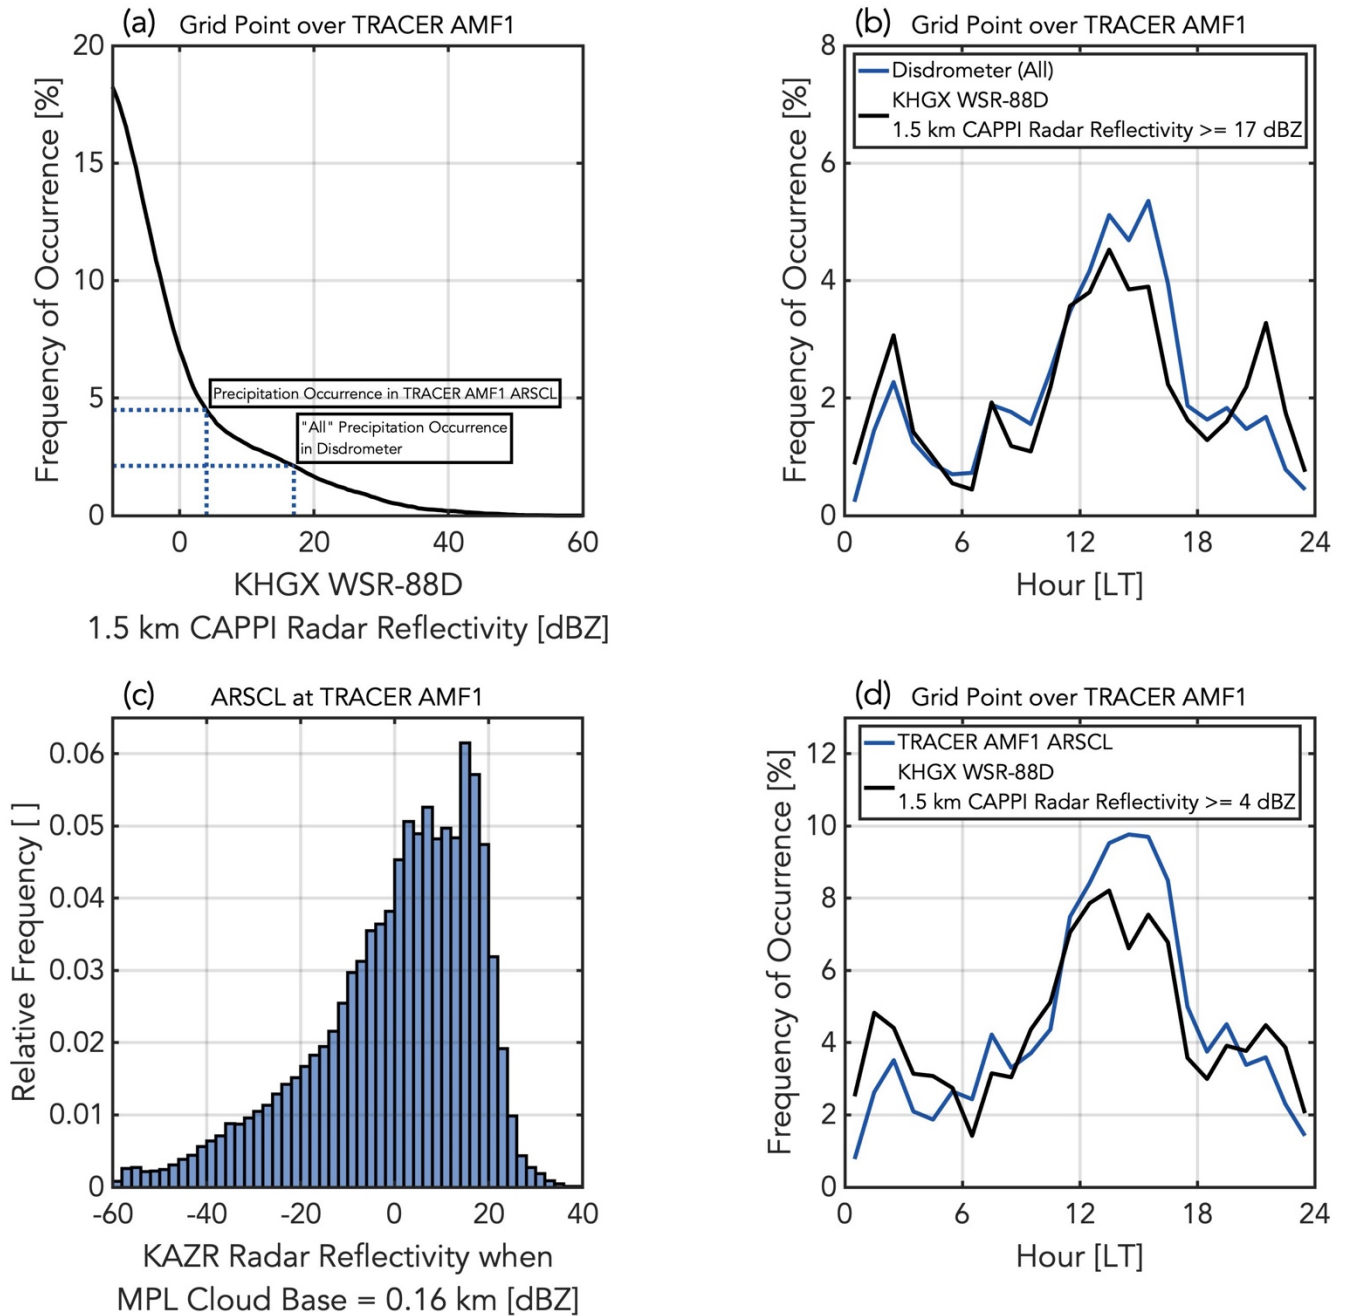 (a) Grid Point over TRACER AMF1
20
15
10
5
0
Frequency of Occurrence [%]
Precipitation Occurrence in TRACER AMF1 ARSCL
"All" Precipitation Occurrence
in Disdrometer
0 20 40 60
KHGX WSR-88D
1.5 km CAPPI Radar Reflectivity [dBZ]
(b) Grid Point over TRACER AMF1
8
6
4
2
0
Frequency of Occurrence [%]
Disdrometer (All)
KHGX WSR-88D
1.5 km CAPPI Radar Reflectivity >= 17 dBZ
0 6 12 18 24
Hour [LT]
(c) ARSCL at TRACER AMF1
0.06
0.05
0.04
0.03
0.02
0.01
0
Relative Frequency [ ]
-60 -40 -20 0 20 40
KAZR Radar Reflectivity when
MPL Cloud Base = 0.16 km [dBZ]
(d) Grid Point over TRACER AMF1
12
10
8
6
4
2
0
Frequency of Occurrence [%]
TRACER AMF1 ARSCL
KHGX WSR-88D
1.5 km CAPPI Radar Reflectivity >= 4 dBZ
0 6 12 18 24
Hour [LT]